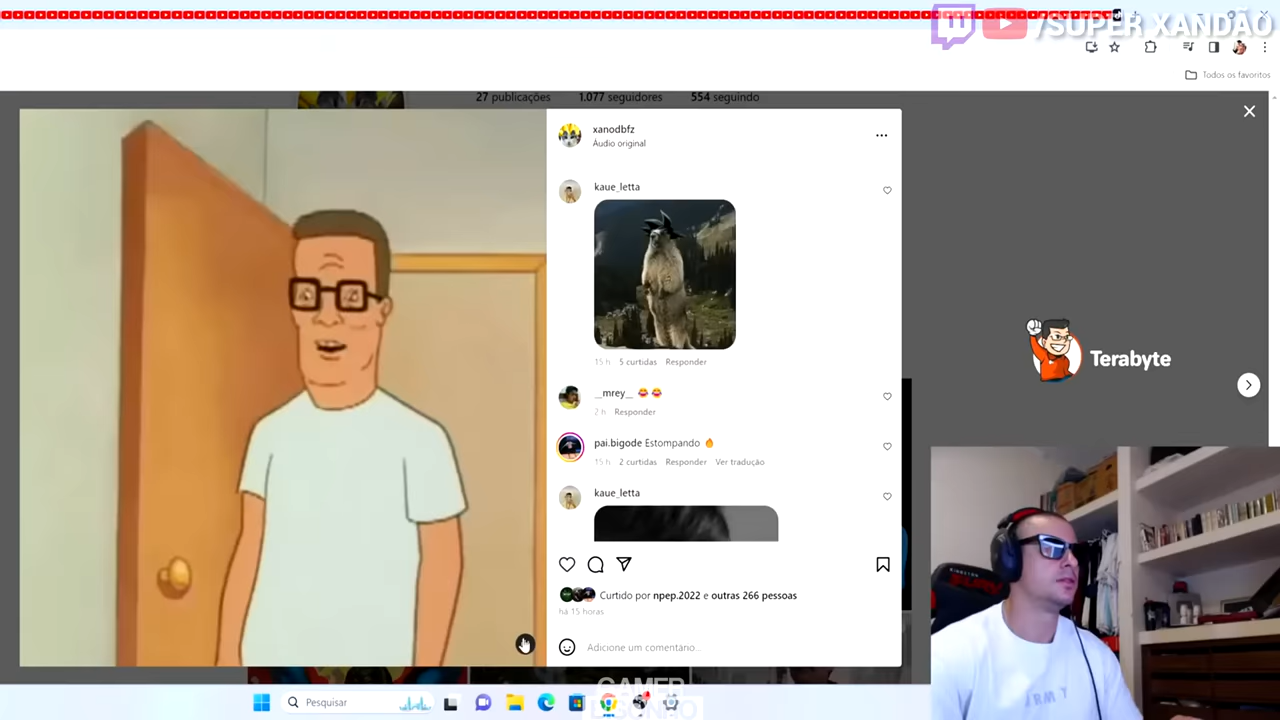 /SUPER XANDÃO
Todos os favoritos
27 publicações 1.077 seguidores 554 seguindo
xanodbfz
Áudio original
kaue_letta
15 h 5 curtidas Responder
__mrey__ 😂😂
2 h Responder
pai.bigode Estompando 🔥
15 h 2 curtidas Responder Ver tradução
kaue_letta
Curtido por npep.2022 e outras 266 pessoas
há 15 horas
Adicione um comentário...
Terabyte
Pesquisar
GAMER